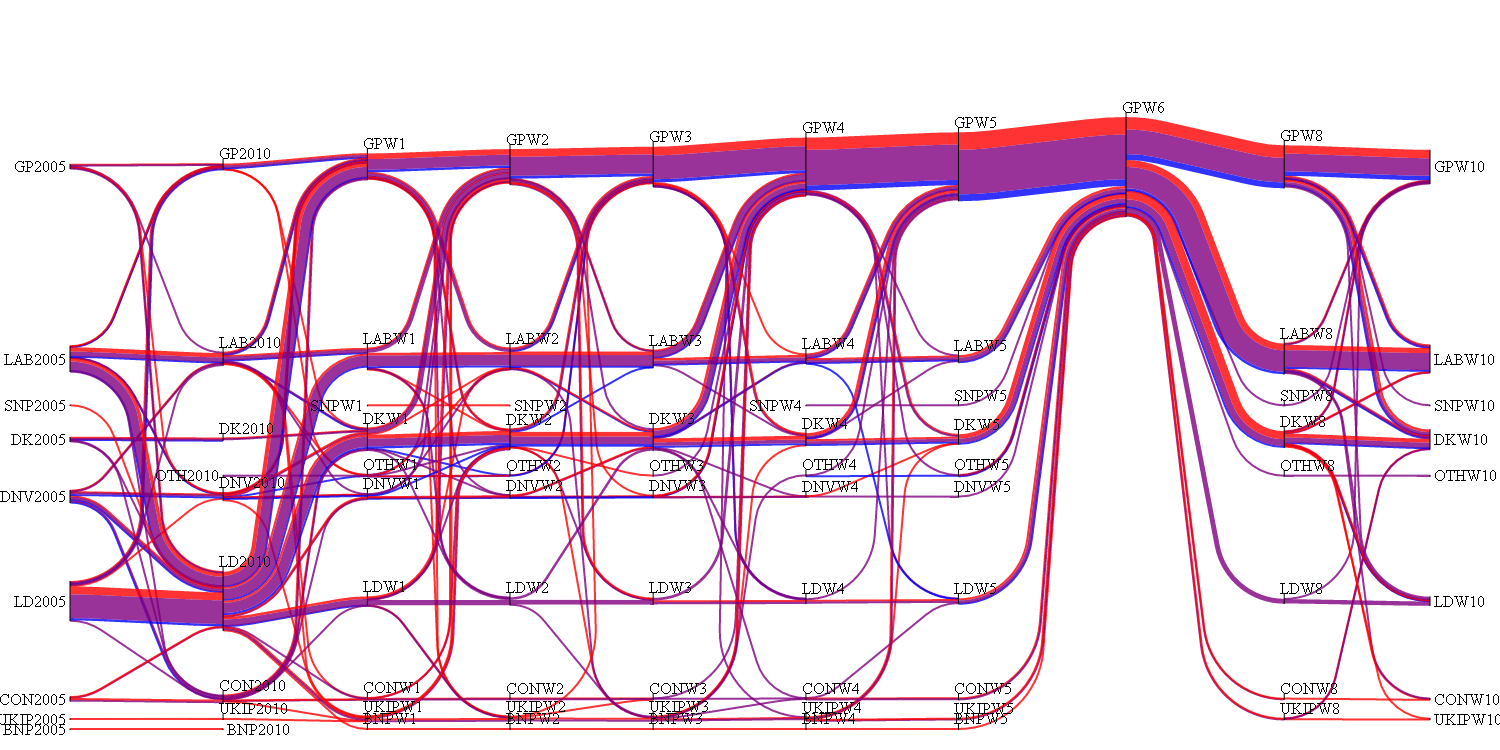 GP2005
LAB2005
SNP2005
DK2005
DNV2005
LD2005
CON2005
UKIP2005
BNP2005
GP2010
LAB2010
DK2010
OTH2010
DNV2010
LD2010
CON2010
UKIP2010
BNP2010
GPW1
LABW1
SNPW1
DKW1
OTHW1
DNVW1
LDW1
CONW1
UKIPW1
BNPW1
GPW2
LABW2
SNPW2
DKW2
OTHW2
DNVW2
LDW2
CONW2
UKIPW2
BNPW2
GPW3
LABW3
DKW3
OTHW3
DNVW3
LDW3
CONW3
UKIPW3
BNPW3
GPW4
LABW4
SNPW4
DKW4
OTHW4
DNVW4
LDW4
CONW4
UKIPW4
BNPW4
GPW5
LABW5
SNPW5
DKW5
OTHW5
DNVW5
LDW5
CONW5
UKIPW5
BNPW5
GPW6
GPW8
LABW8
SNPW8
DKW8
OTHW8
LDW8
CONW8
UKIPW8
GPW10
LABW10
SNPW10
DKW10
OTHW10
LDW10
CONW10
UKIPW10